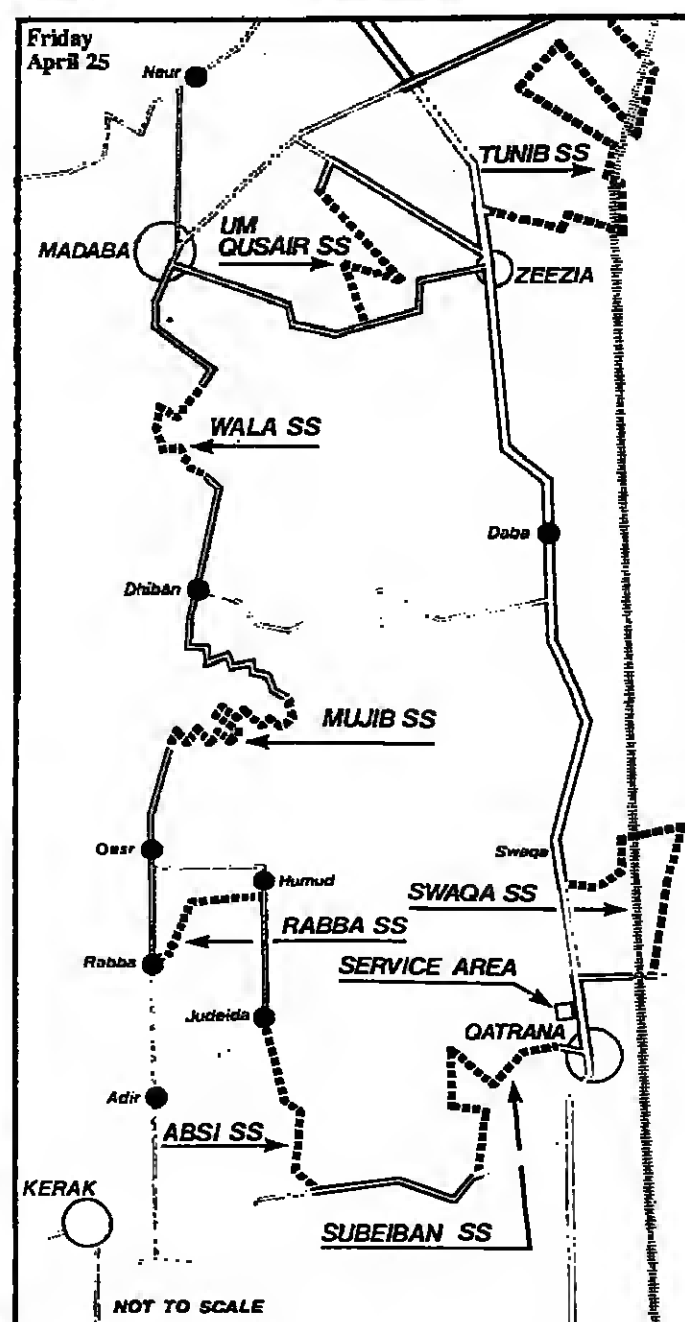 Friday
April 25
Naur
TUNIB SS
UM
QUSAIR SS
MADABA
ZEEZIA
WALA SS
Daba
Dhiban
MUJIB SS
Qasr
Swaqa
Humud
SWAQA SS
RABBA SS
Rabba
SERVICE AREA
Judeida
QATRANA
Adir
ABSI SS
KERAK
SUBEIBAN SS
NOT TO SCALE